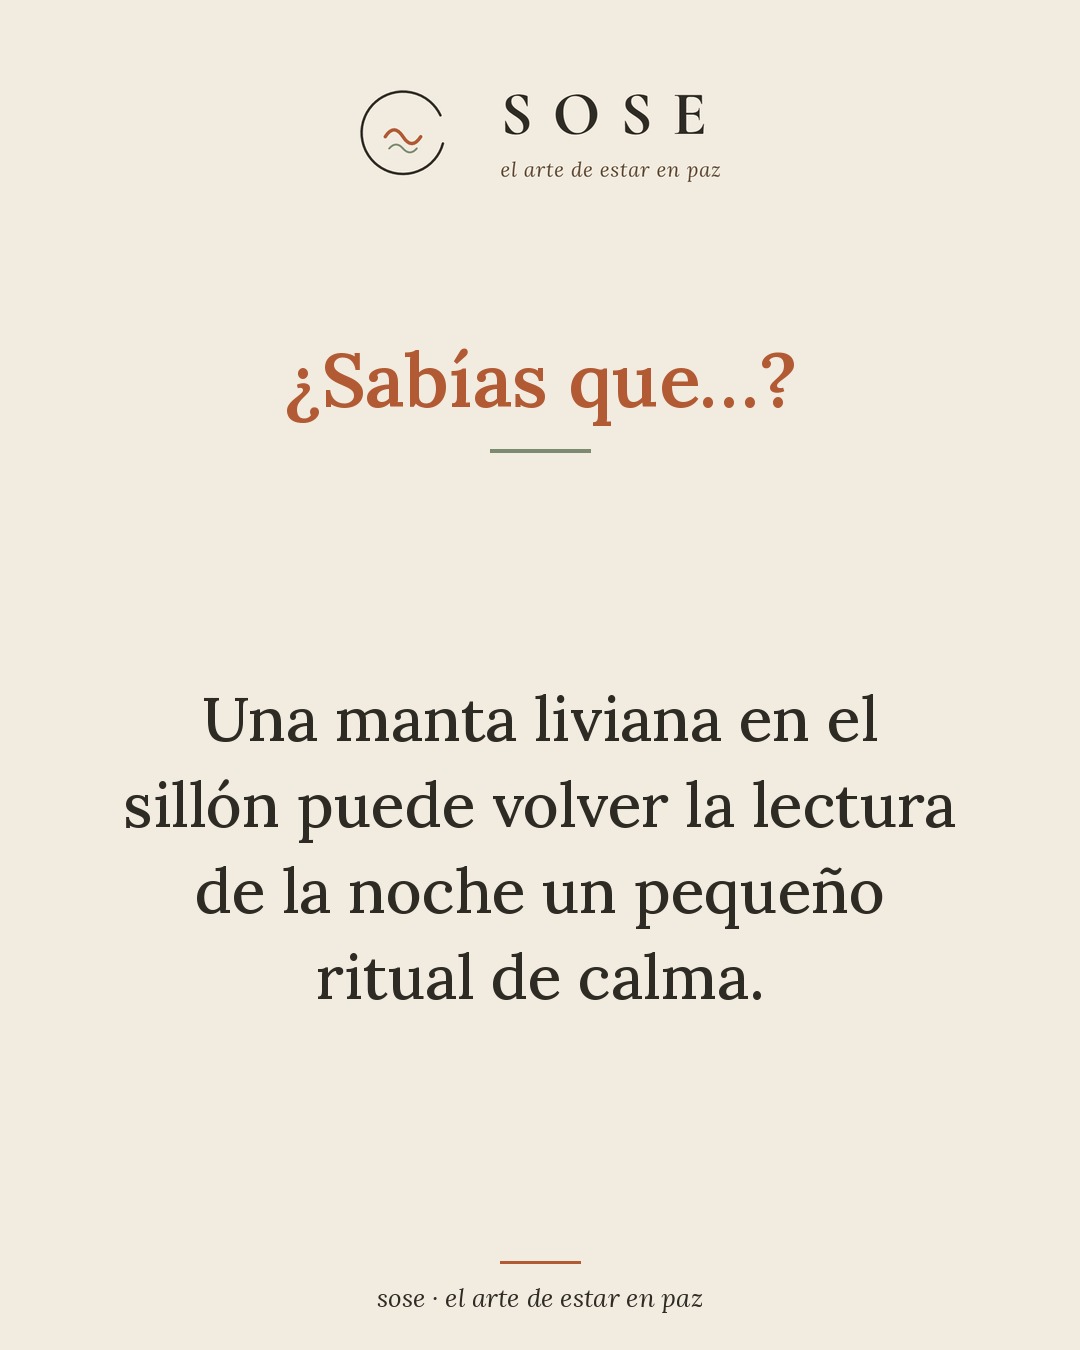 SOSE
el arte de estar en paz
¿Sabías que...?
Una manta liviana en el
sillón puede volver la lectura
de la noche un pequeño
ritual de calma.
sose · el arte de estar en paz